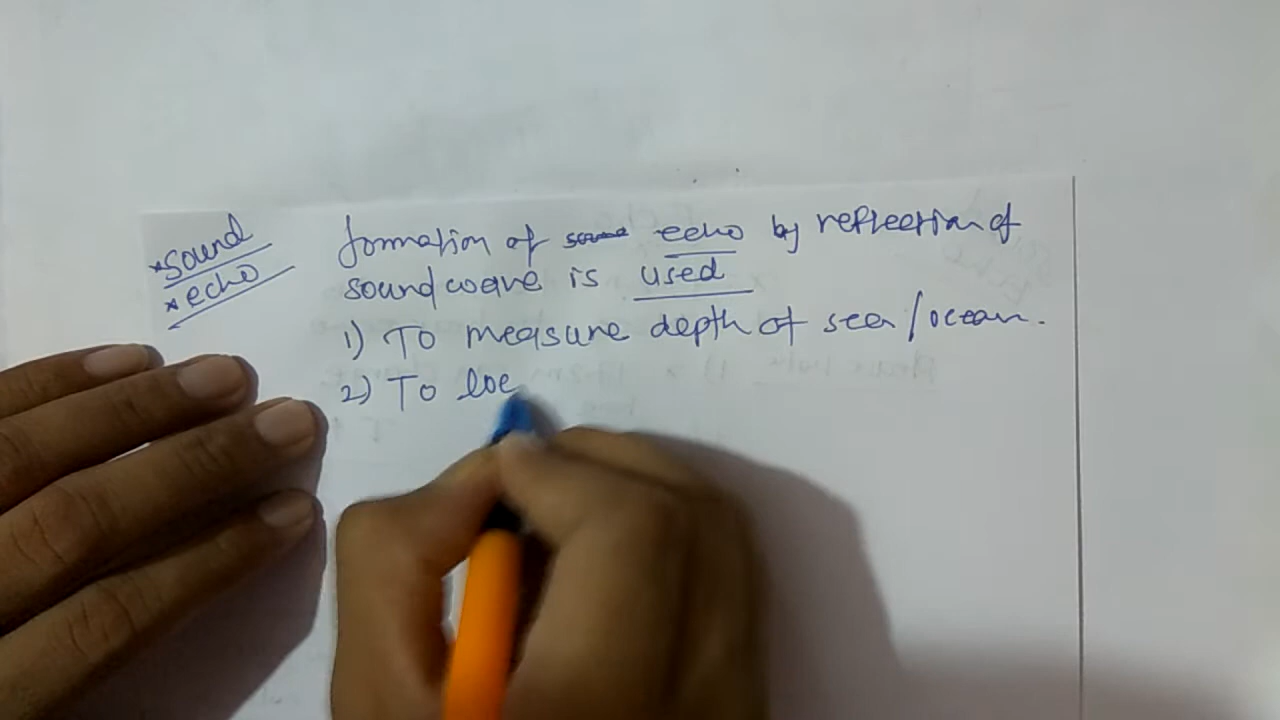 *sound
*echo
formation of sound echo by reflection of
sound wave is used
1) To measure depth of sea/ocean.
2) To loc